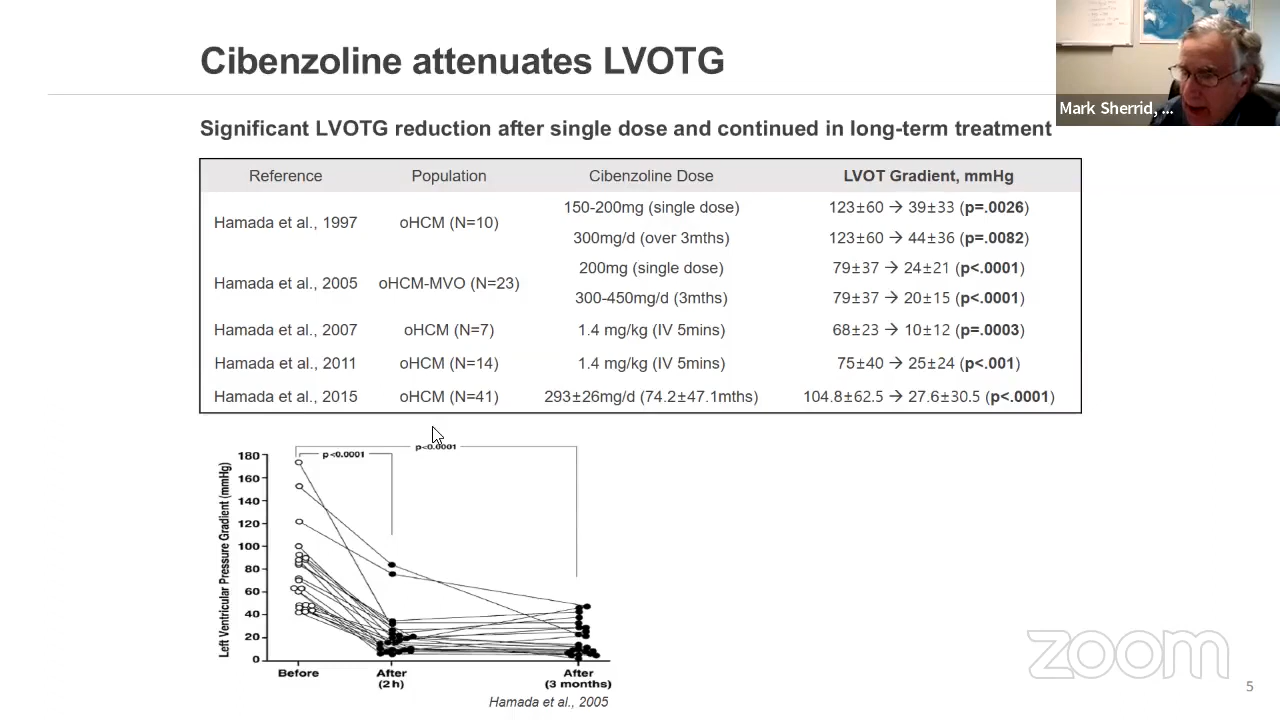 Cibenzoline attenuates LVOTG
Mark Sherrid, ...
Significant LVOTG reduction after single dose and continued in long-term treatment
Reference Population Cibenzoline Dose LVOT Gradient, mmHg
Hamada et al., 1997 oHCM (N=10) 150-200mg (single dose) 123±60 → 39±33 (p=.0026)
300mg/d (over 3mths) 123±60 → 44±36 (p=.0082)
Hamada et al., 2005 oHCM-MVO (N=23) 200mg (single dose) 79±37 → 24±21 (p<.0001)
300-450mg/d (3mths) 79±37 → 20±15 (p<.0001)
Hamada et al., 2007 oHCM (N=7) 1.4 mg/kg (IV 5mins) 68±23 → 10±12 (p=.0003)
Hamada et al., 2011 oHCM (N=14) 1.4 mg/kg (IV 5mins) 75±40 → 25±24 (p<.001)
Hamada et al., 2015 oHCM (N=41) 293±26mg/d (74.2±47.1mths) 104.8±62.5 → 27.6±30.5 (p<.0001)
p<0.0001
p<0.0001
Left Ventricular Pressure Gradient (mmHg)
180
160
140
120
100
80
60
40
20
0
Before After After
(2 h) (3 months)
Hamada et al., 2005
zoom
5